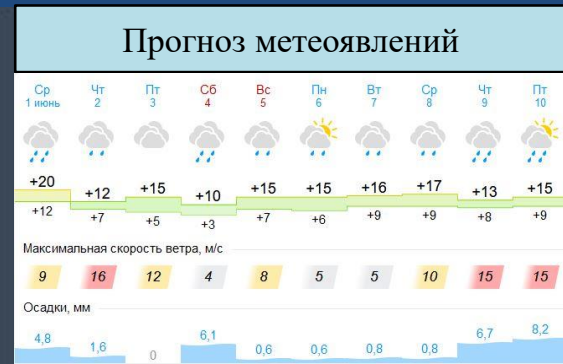 Прогноз метеоявлений
Ср Чт Пт Сб Вс Пн Вт Ср Чт Пт
1 июнь 2 3 4 5 6 7 8 9 10
+20 +12 +15 +10 +15 +15 +16 +17 +13 +15
+12 +7 +5 +3 +7 +6 +9 +9 +8 +9
Максимальная скорость ветра, м/с
9 16 12 4 8 5 5 10 15 15
Осадки, мм
4,8 1,6 0 6,1 0,6 0,6 0,8 0,8 6,7 8,2